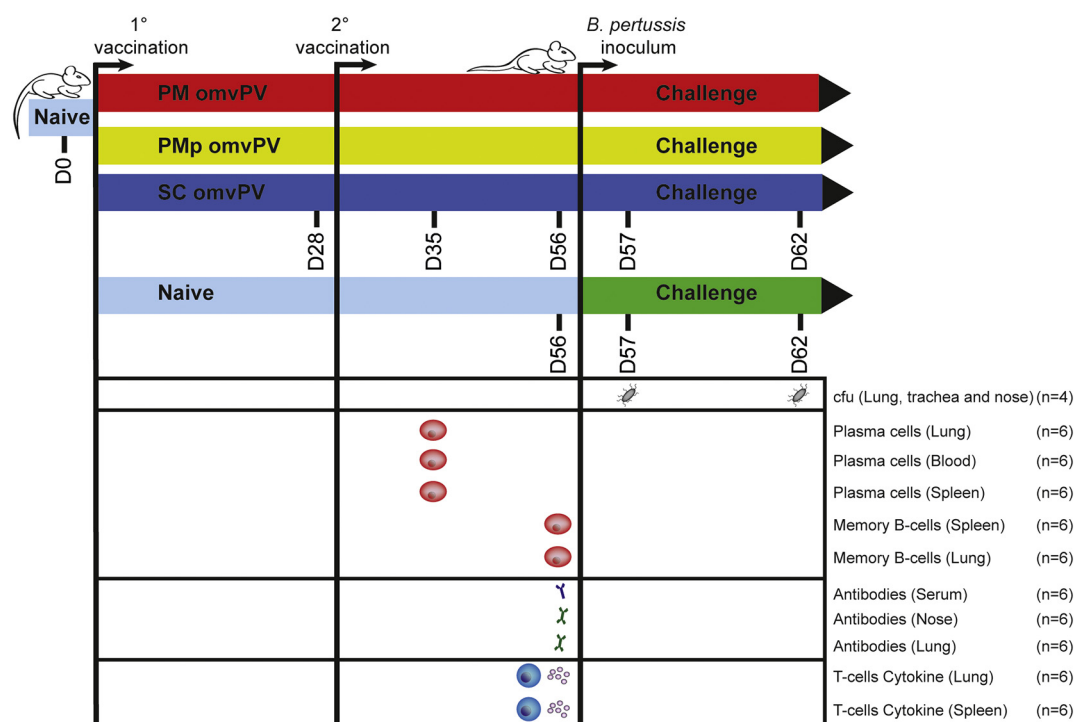 1°
vaccination
2°
vaccination
B. pertussis
inoculum
Naive
D0
PM omvPV
Challenge
PMp omvPV
Challenge
SC omvPV
Challenge
D28
D35
D56
D57
D62
Naive
Challenge
D56
D57
D62
cfu (Lung, trachea and nose) (n=4)
Plasma cells (Lung) (n=6)
Plasma cells (Blood) (n=6)
Plasma cells (Spleen) (n=6)
Memory B-cells (Spleen) (n=6)
Memory B-cells (Lung) (n=6)
Antibodies (Serum) (n=6)
Antibodies (Nose) (n=6)
Antibodies (Lung) (n=6)
T-cells Cytokine (Lung) (n=6)
T-cells Cytokine (Spleen) (n=6)